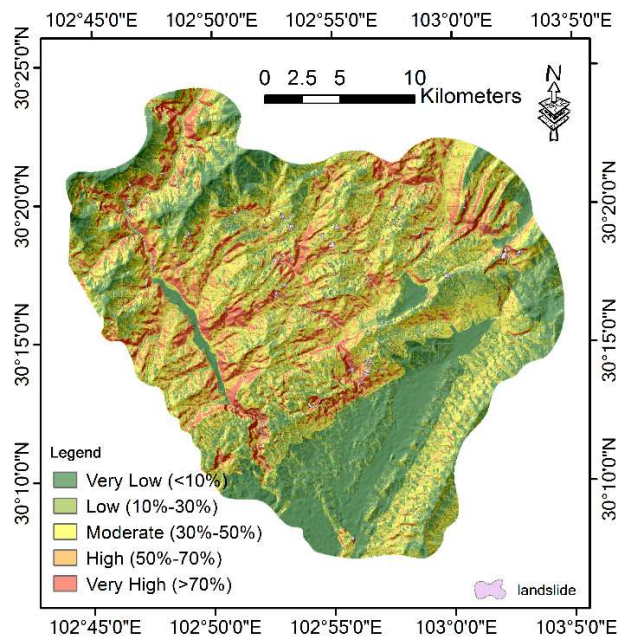 102°45'0"E 102°50'0"E 102°55'0"E 103°0'0"E 103°5'0"E
30°25'0"N
0 2.5 5 10
Kilometers
N
30°20'0"N 30°20'0"N
30°15'0"N 30°15'0"N
30°10'0"N 30°10'0"N
Legend
Very Low (<10%)
Low (10%-30%)
Moderate (30%-50%)
High (50%-70%)
Very High (>70%)
landslide
102°45'0"E 102°50'0"E 102°55'0"E 103°0'0"E 103°5'0"E